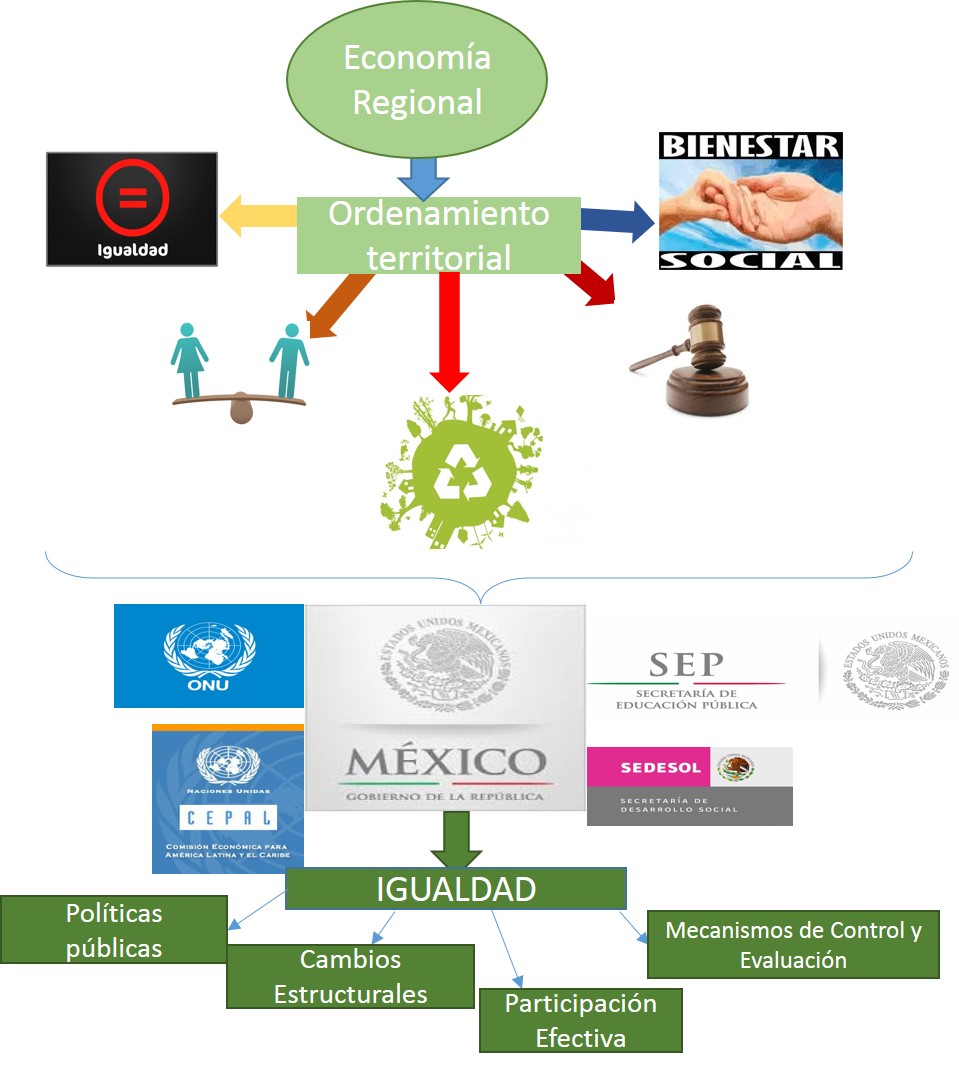 Economía
Regional
Igualdad
Ordenamiento
territorial
BIENESTAR
SOCIAL
ONU
ESTADOS UNIDOS MEXICANOS
MÉXICO
GOBIERNO DE LA REPÚBLICA
SEP
SECRETARÍA DE
EDUCACIÓN PÚBLICA
ESTADOS UNIDOS MEXICANOS
NACIONES UNIDAS
CEPAL
COMISIÓN ECONÓMICA PARA
AMÉRICA LATINA Y EL CARIBE
SEDESOL
SECRETARÍA DE
DESARROLLO SOCIAL
IGUALDAD
Políticas
públicas
Cambios
Estructurales
Participación
Efectiva
Mecanismos de Control y
Evaluación